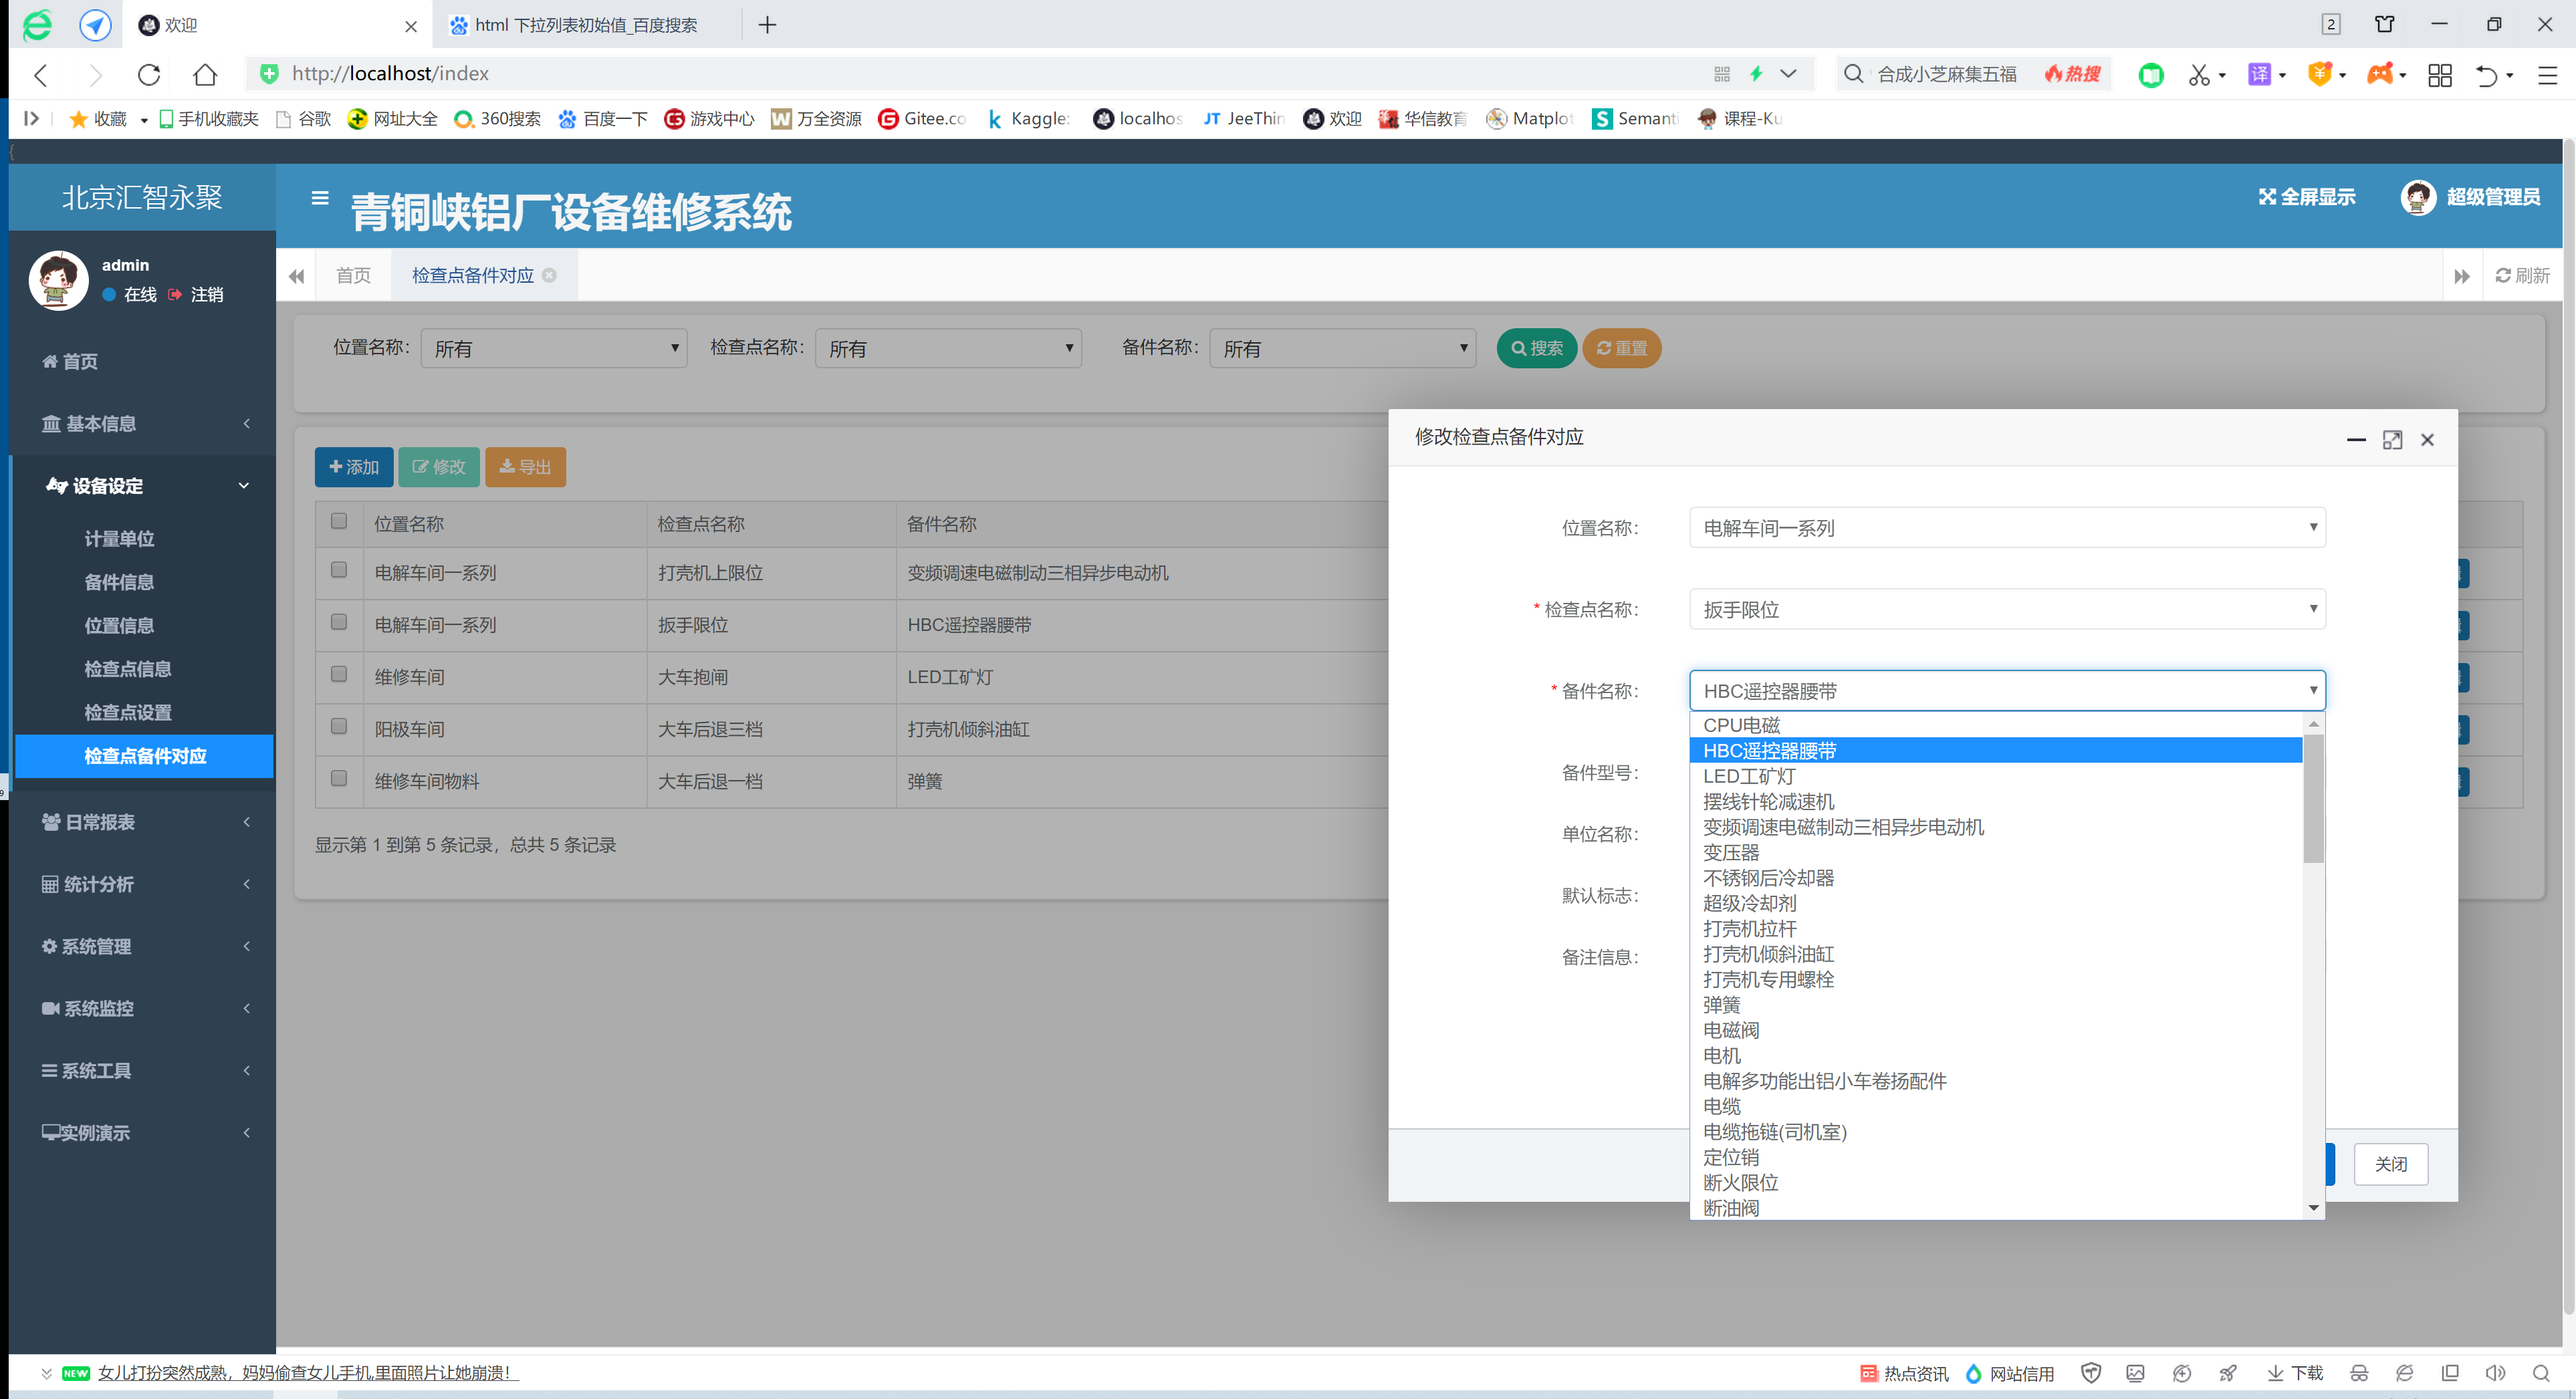 欢迎
html 下拉列表初始值_百度搜索
2
http://localhost/index
合成小芝麻集五福
热搜
译
收藏
手机收藏夹
谷歌
网址大全
360搜索
百度一下
游戏中心
万全资源
Gitee.co
Kaggle:
localhos
JT JeeThin
欢迎
华信教育
Matplot
Semanti
课程-Ku
{
北京汇智永聚
青铜峡铝厂设备维修系统
全屏显示
超级管理员
admin
在线
注销
首页
检查点备件对应
刷新
首页
基本信息
设备设定
计量单位
备件信息
位置信息
检查点信息
检查点设置
检查点备件对应
日常报表
统计分析
系统管理
系统监控
系统工具
实例演示
位置名称：
所有
检查点名称：
所有
备件名称：
所有
搜索
重置
添加
修改
导出
位置名称 检查点名称 备件名称
电解车间一系列 打壳机上限位 变频调速电磁制动三相异步电动机
电解车间一系列 扳手限位 HBC遥控器腰带
维修车间 大车抱闸 LED工矿灯
阳极车间 大车后退三档 打壳机倾斜油缸
维修车间物料 大车后退一档 弹簧
显示第 1 到第 5 条记录，总共 5 条记录
修改检查点备件对应
位置名称：
电解车间一系列
* 检查点名称：
扳手限位
* 备件名称：
HBC遥控器腰带
CPU电磁
HBC遥控器腰带
LED工矿灯
摆线针轮减速机
变频调速电磁制动三相异步电动机
变压器
不锈钢后冷却器
超级冷却剂
打壳机拉杆
打壳机倾斜油缸
打壳机专用螺栓
弹簧
电磁阀
电机
电解多功能出铝小车卷扬配件
电缆
电缆拖链(司机室)
定位销
断火限位
断油阀
备件型号：
单位名称：
默认标志：
备注信息：
关闭
NEW
女儿打扮突然成熟，妈妈偷查女儿手机,里面照片让她崩溃！
热点资讯
网站信用
下载